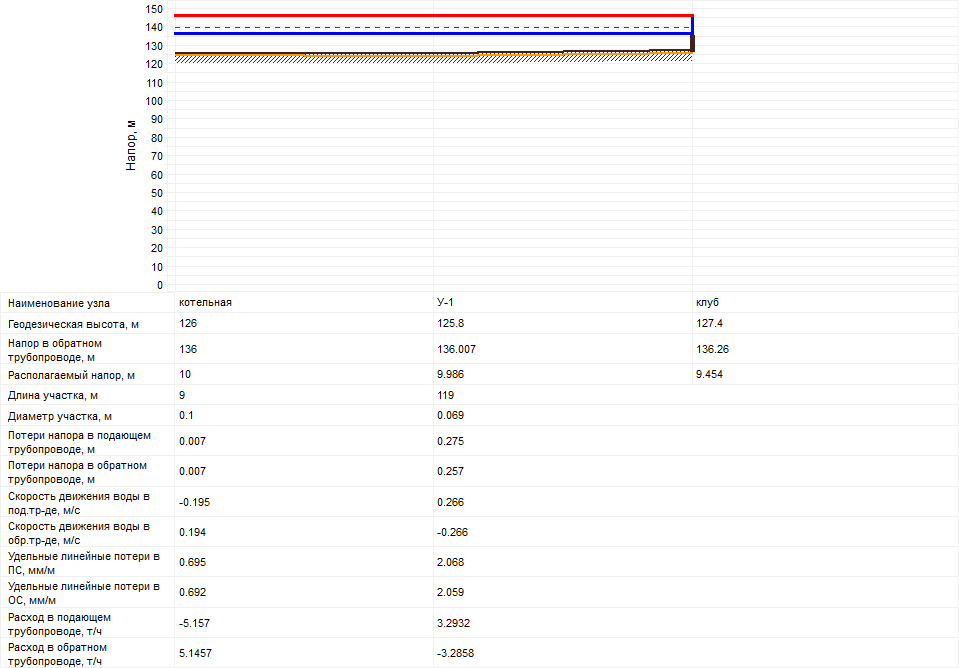 150
140
130
120
110
100
90
80
70
60
50
40
30
20
10
0
Напор, м
Наименование узла котельная У-1 клуб
Геодезическая высота, м 126 125.8 127.4
Напор в обратном
трубопроводе, м 136 136.007 136.26
Располагаемый напор, м 10 9.986 9.454
Длина участка, м 9 119
Диаметр участка, м 0.1 0.069
Потери напора в подающем
трубопроводе, м 0.007 0.275
Потери напора в обратном
трубопроводе, м 0.007 0.257
Скорость движения воды в
под.тр-де, м/с -0.195 0.266
Скорость движения воды в
обр.тр-де, м/с 0.194 -0.266
Удельные линейные потери в
ПС, мм/м 0.695 2.068
Удельные линейные потери в
ОС, мм/м 0.692 2.059
Расход в подающем
трубопроводе, т/ч -5.157 3.2932
Расход в обратном
трубопроводе, т/ч 5.1457 -3.2858